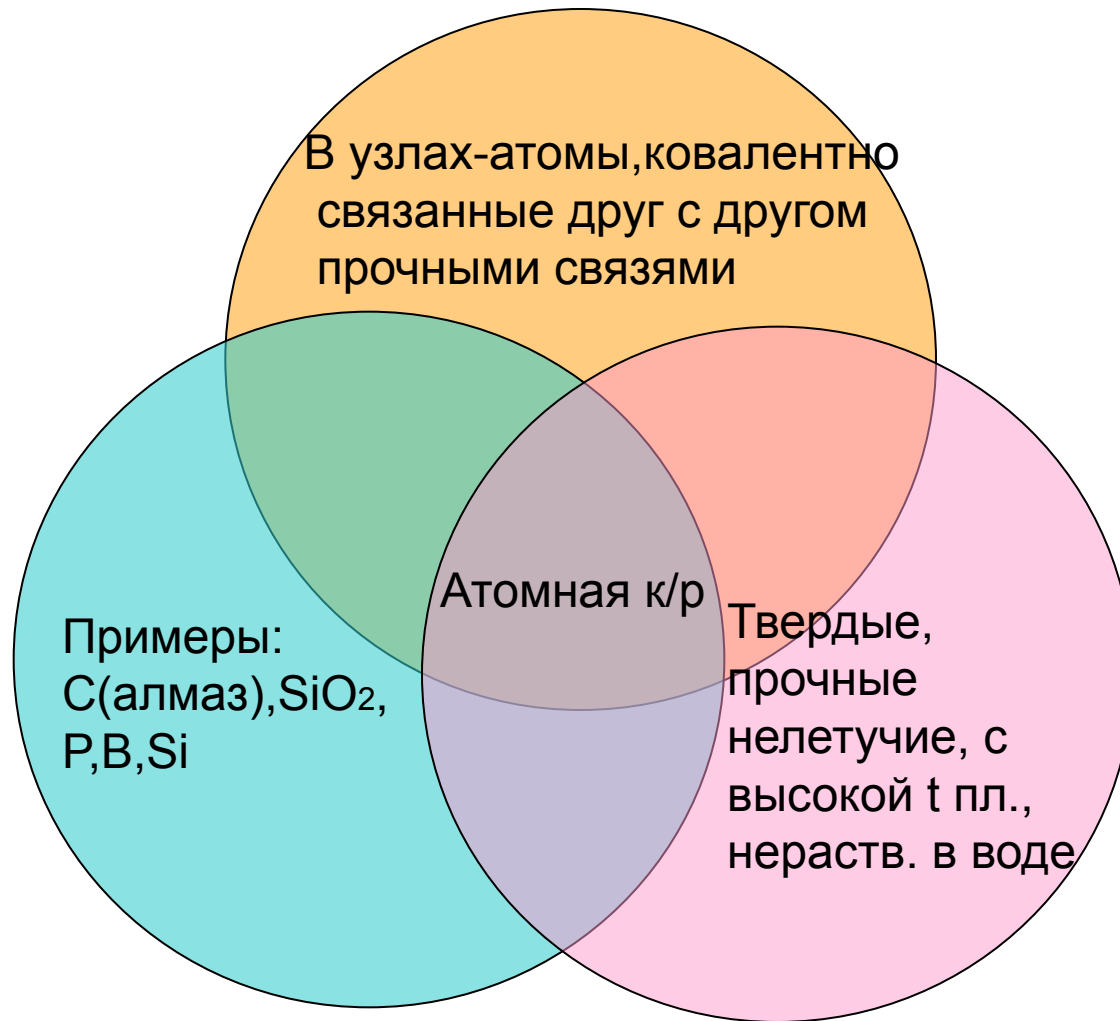 В узлах-атомы,ковалентно
связанные друг с другом
прочными связями
Атомная к/р
Примеры:
С(алмаз),SiO2,
P,B,Si
Твердые,
прочные
нелетучие, с
высокой t пл.,
нераств. в воде